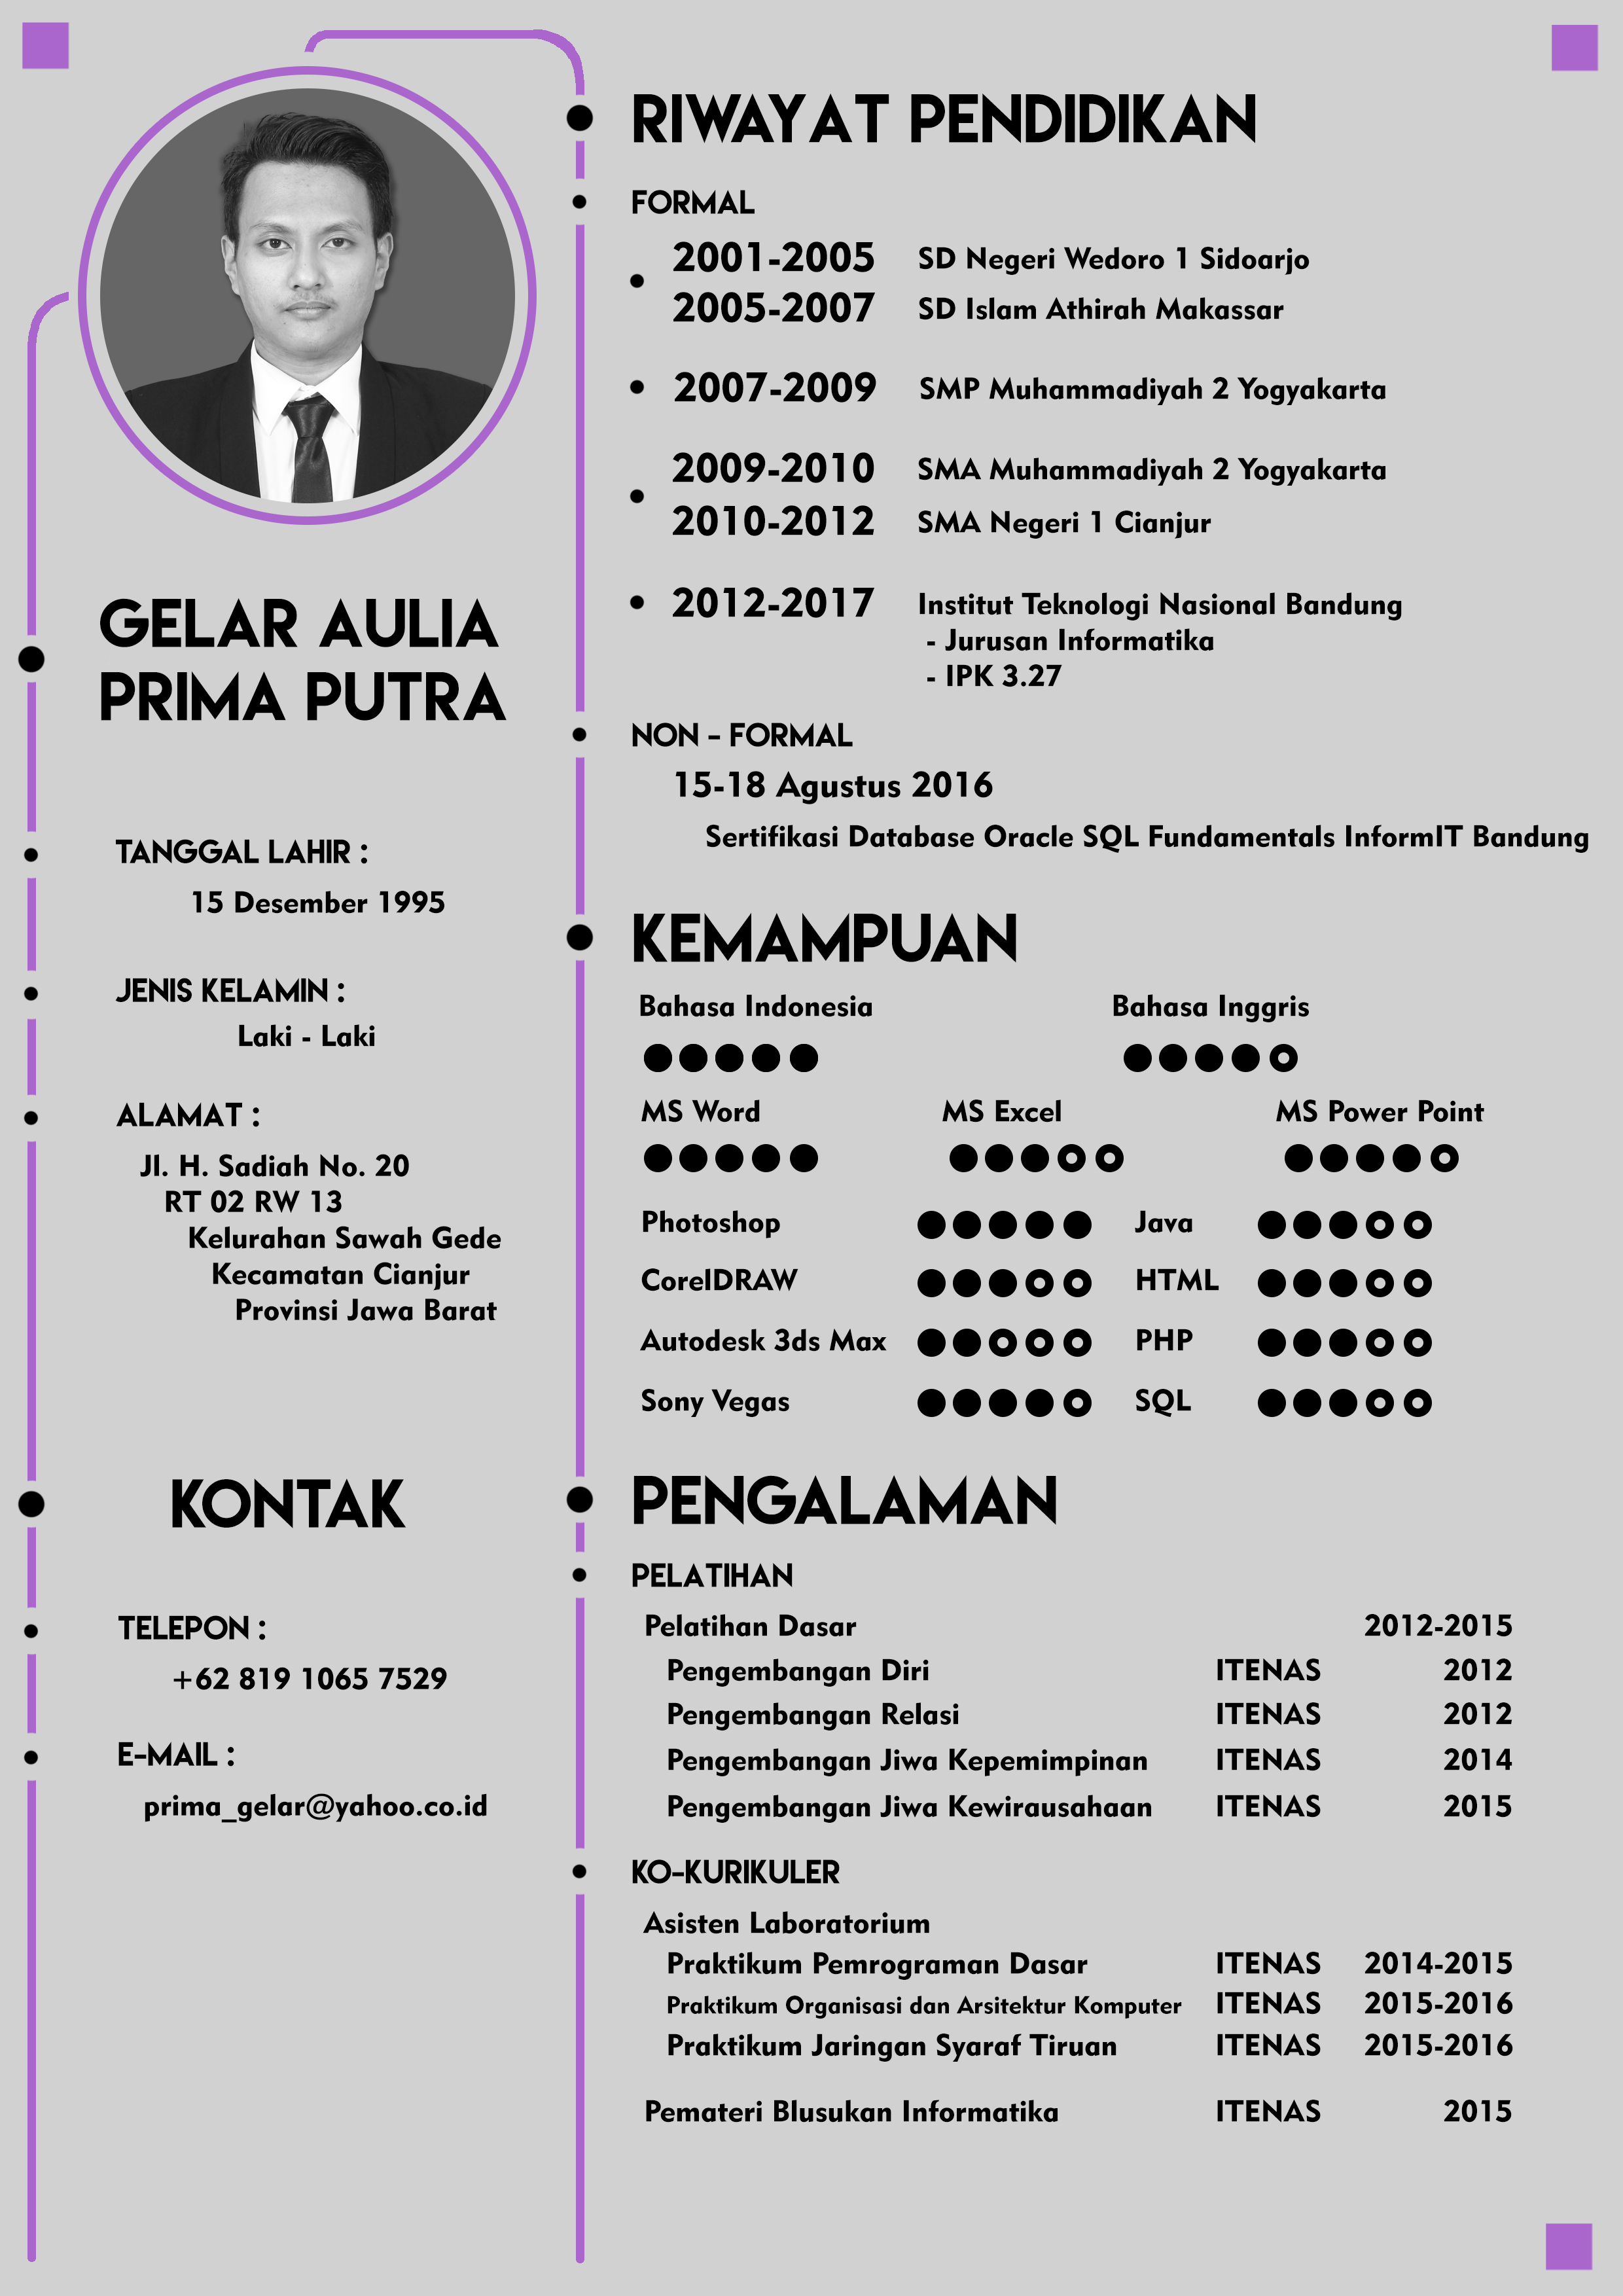 GELAR AULIA
PRIMA PUTRA
TANGGAL LAHIR :
15 Desember 1995
JENIS KELAMIN :
Laki - Laki
ALAMAT :
Jl. H. Sadiah No. 20
RT 02 RW 13
Kelurahan Sawah Gede
Kecamatan Cianjur
Provinsi Jawa Barat
KONTAK
TELEPON :
+62 819 1065 7529
E-MAIL :
prima_gelar@yahoo.co.id
RIWAYAT PENDIDIKAN
FORMAL
2001-2005 SD Negeri Wedoro 1 Sidoarjo
2005-2007 SD Islam Athirah Makassar
2007-2009 SMP Muhammadiyah 2 Yogyakarta
2009-2010 SMA Muhammadiyah 2 Yogyakarta
2010-2012 SMA Negeri 1 Cianjur
2012-2017 Institut Teknologi Nasional Bandung
- Jurusan Informatika
- IPK 3.27
NON - FORMAL
15-18 Agustus 2016
Sertifikasi Database Oracle SQL Fundamentals InformIT Bandung
KEMAMPUAN
Bahasa Indonesia Bahasa Inggris
MS Word MS Excel MS Power Point
Photoshop Java
CorelDRAW HTML
Autodesk 3ds Max PHP
Sony Vegas SQL
PENGALAMAN
PELATIHAN
Pelatihan Dasar 2012-2015
Pengembangan Diri ITENAS 2012
Pengembangan Relasi ITENAS 2012
Pengembangan Jiwa Kepemimpinan ITENAS 2014
Pengembangan Jiwa Kewirausahaan ITENAS 2015
KO-KURIKULER
Asisten Laboratorium
Praktikum Pemrograman Dasar ITENAS 2014-2015
Praktikum Organisasi dan Arsitektur Komputer ITENAS 2015-2016
Praktikum Jaringan Syaraf Tiruan ITENAS 2015-2016
Pemateri Blusukan Informatika ITENAS 2015